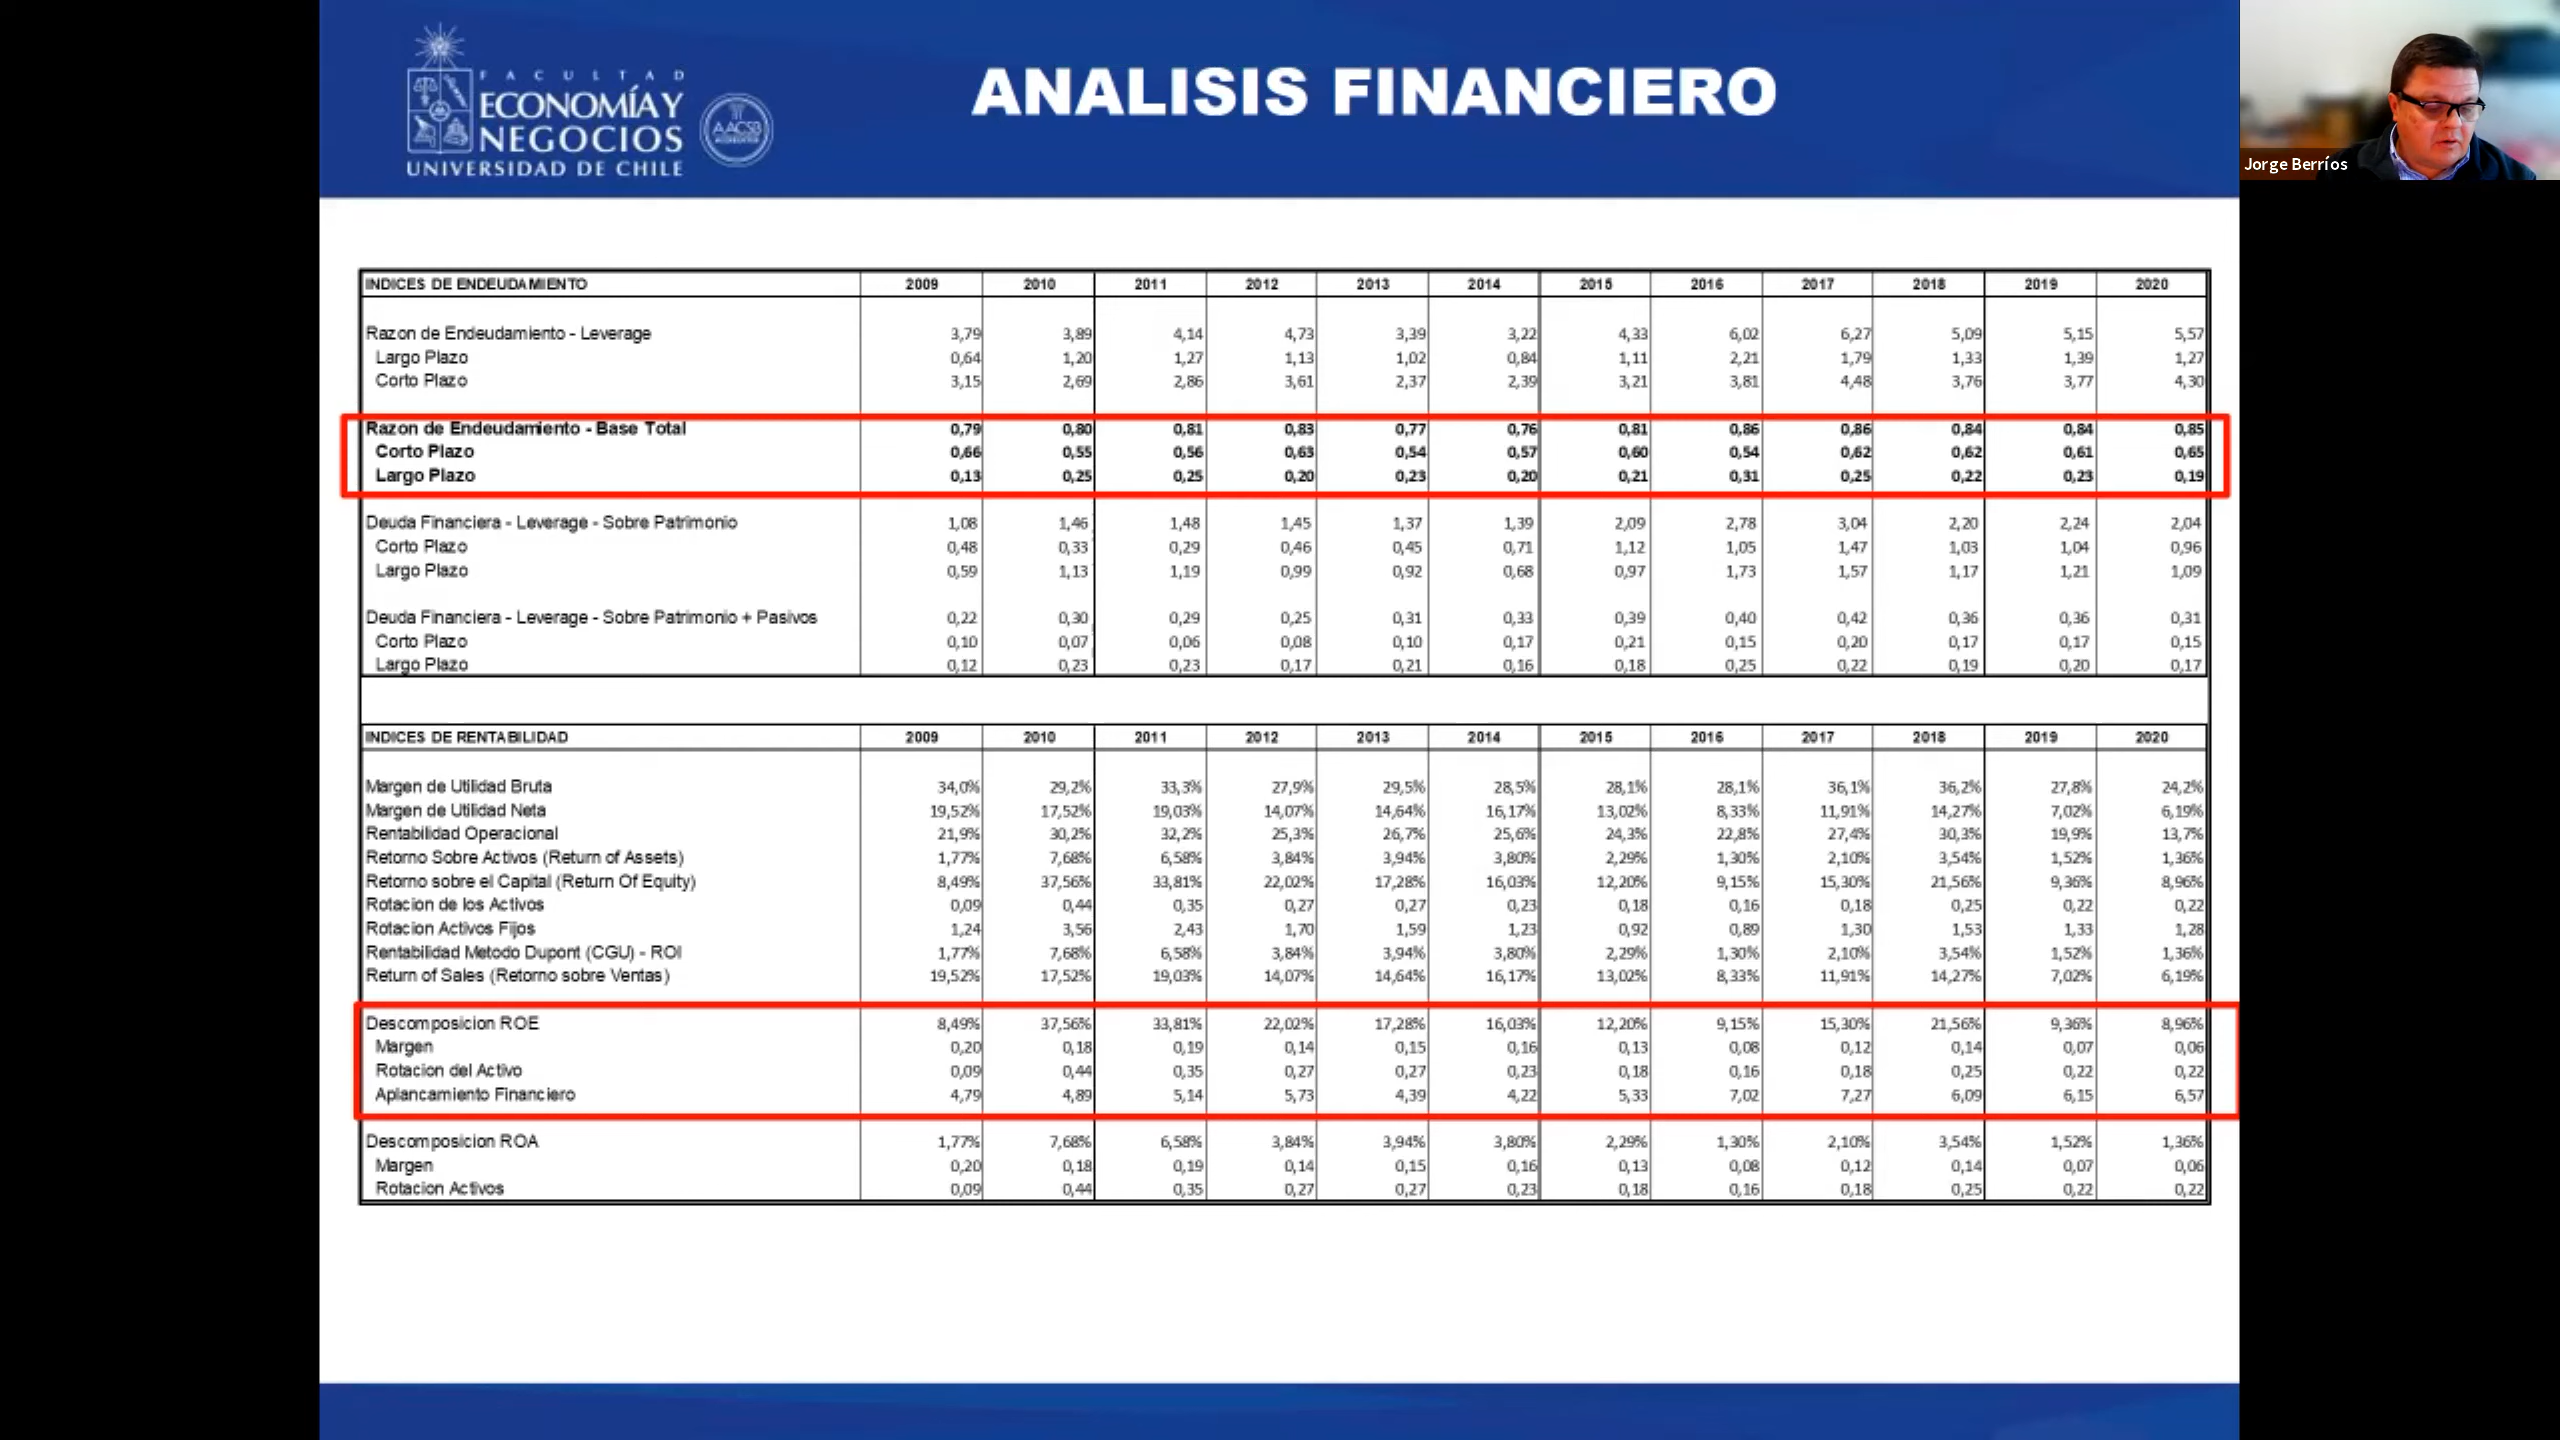 FACULTAD
ECONOMÍA Y
NEGOCIOS
UNIVERSIDAD DE CHILE
AACSB
ANALISIS FINANCIERO
Jorge Berríos
INDICES DE ENDEUDAMIENTO 2009 2010 2011 2012 2013 2014 2015 2016 2017 2018 2019 2020
Razon de Endeudamiento - Leverage 3,79 3,89 4,14 4,73 3,39 3,22 4,33 6,02 6,27 5,09 5,15 5,57
Largo Plazo 0,64 1,20 1,27 1,13 1,02 0,84 1,11 2,21 1,79 1,33 1,39 1,27
Corto Plazo 3,15 2,69 2,86 3,61 2,37 2,39 3,21 3,81 4,48 3,76 3,77 4,30
Razon de Endeudamiento - Base Total 0,79 0,80 0,81 0,83 0,77 0,76 0,81 0,86 0,86 0,84 0,84 0,85
Corto Plazo 0,66 0,55 0,56 0,63 0,54 0,57 0,60 0,54 0,62 0,62 0,61 0,65
Largo Plazo 0,13 0,25 0,25 0,20 0,23 0,20 0,21 0,31 0,25 0,22 0,23 0,19
Deuda Financiera - Leverage - Sobre Patrimonio 1,08 1,46 1,48 1,45 1,37 1,39 2,09 2,78 3,04 2,20 2,24 2,04
Corto Plazo 0,48 0,33 0,29 0,46 0,45 0,71 1,12 1,05 1,47 1,03 1,04 0,96
Largo Plazo 0,59 1,13 1,19 0,99 0,92 0,68 0,97 1,73 1,57 1,17 1,21 1,09
Deuda Financiera - Leverage - Sobre Patrimonio + Pasivos 0,22 0,30 0,29 0,25 0,31 0,33 0,39 0,40 0,42 0,36 0,36 0,31
Corto Plazo 0,10 0,07 0,06 0,08 0,10 0,17 0,21 0,15 0,20 0,17 0,17 0,15
Largo Plazo 0,12 0,23 0,23 0,17 0,21 0,16 0,18 0,25 0,22 0,19 0,20 0,17
INDICES DE RENTABILIDAD 2009 2010 2011 2012 2013 2014 2015 2016 2017 2018 2019 2020
Margen de Utilidad Bruta 34,0% 29,2% 33,3% 27,9% 29,5% 28,5% 28,1% 28,1% 36,1% 36,2% 27,8% 24,2%
Margen de Utilidad Neta 19,52% 17,52% 19,03% 14,07% 14,64% 16,17% 13,02% 8,33% 11,91% 14,27% 7,02% 6,19%
Rentabilidad Operacional 21,9% 30,2% 32,2% 25,3% 26,7% 25,6% 24,3% 22,8% 27,4% 30,3% 19,9% 13,7%
Retorno Sobre Activos (Return of Assets) 1,77% 7,68% 6,58% 3,84% 3,94% 3,80% 2,29% 1,30% 2,10% 3,54% 1,52% 1,36%
Retorno sobre el Capital (Return Of Equity) 8,49% 37,56% 33,81% 22,02% 17,28% 16,03% 12,20% 9,15% 15,30% 21,56% 9,36% 8,96%
Rotacion de los Activos 0,09 0,44 0,35 0,27 0,27 0,23 0,18 0,16 0,18 0,25 0,22 0,22
Rotacion Activos Fijos 1,24 3,56 2,43 1,70 1,59 1,23 0,92 0,89 1,30 1,53 1,33 1,28
Rentabilidad Metodo Dupont (CGU) - ROI 1,77% 7,68% 6,58% 3,84% 3,94% 3,80% 2,29% 1,30% 2,10% 3,54% 1,52% 1,36%
Return of Sales (Retorno sobre Ventas) 19,52% 17,52% 19,03% 14,07% 14,64% 16,17% 13,02% 8,33% 11,91% 14,27% 7,02% 6,19%
Descomposicion ROE 8,49% 37,56% 33,81% 22,02% 17,28% 16,03% 12,20% 9,15% 15,30% 21,56% 9,36% 8,96%
Margen 0,20 0,18 0,19 0,14 0,15 0,16 0,13 0,08 0,12 0,14 0,07 0,06
Rotacion del Activo 0,09 0,44 0,35 0,27 0,27 0,23 0,18 0,16 0,18 0,25 0,22 0,22
Aplancamiento Financiero 4,79 4,89 5,14 5,73 4,39 4,22 5,33 7,02 7,27 6,09 6,15 6,57
Descomposicion ROA 1,77% 7,68% 6,58% 3,84% 3,94% 3,80% 2,29% 1,30% 2,10% 3,54% 1,52% 1,36%
Margen 0,20 0,18 0,19 0,14 0,15 0,16 0,13 0,08 0,12 0,14 0,07 0,06
Rotacion Activos 0,09 0,44 0,35 0,27 0,27 0,23 0,18 0,16 0,18 0,25 0,22 0,22